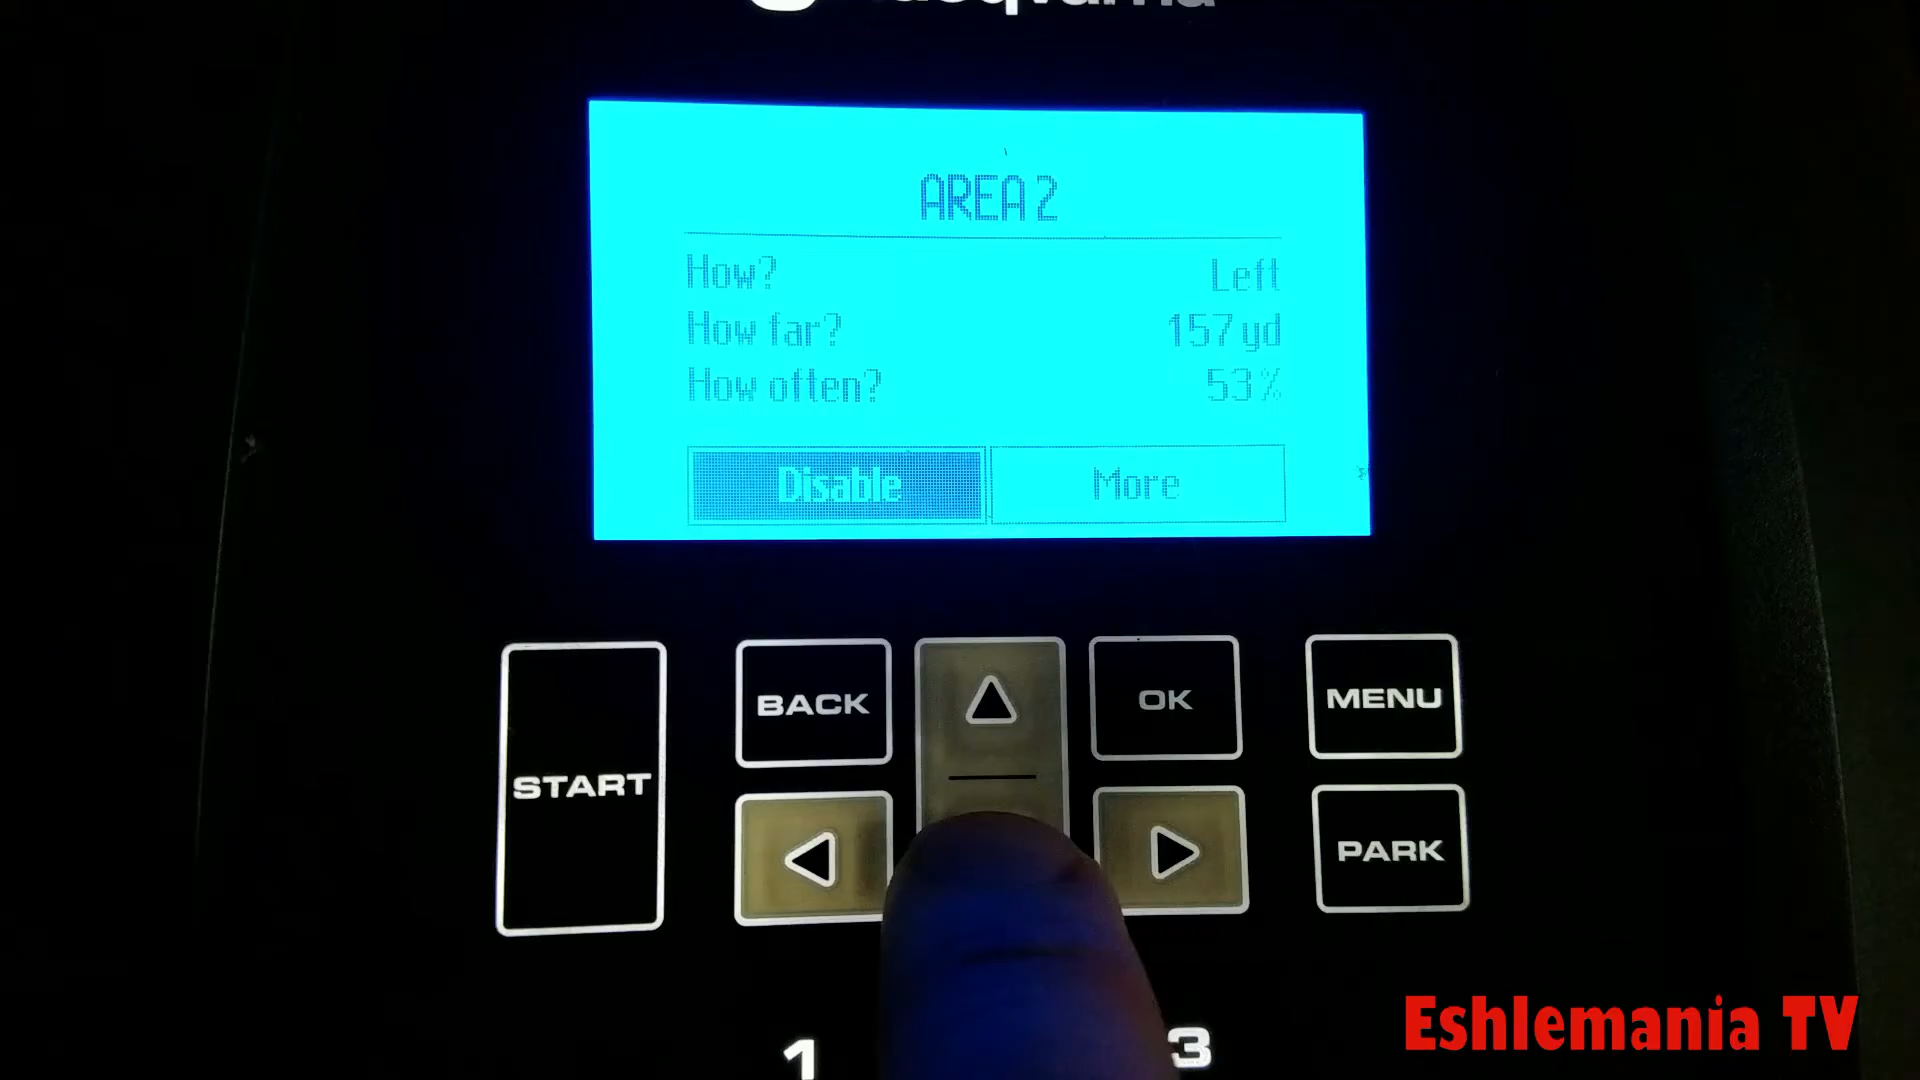 AREA 2
How? Left
How far? 157 yd
How often? 53 %
Disable More
START
BACK
OK
MENU
PARK
1 3
Eshlemania TV